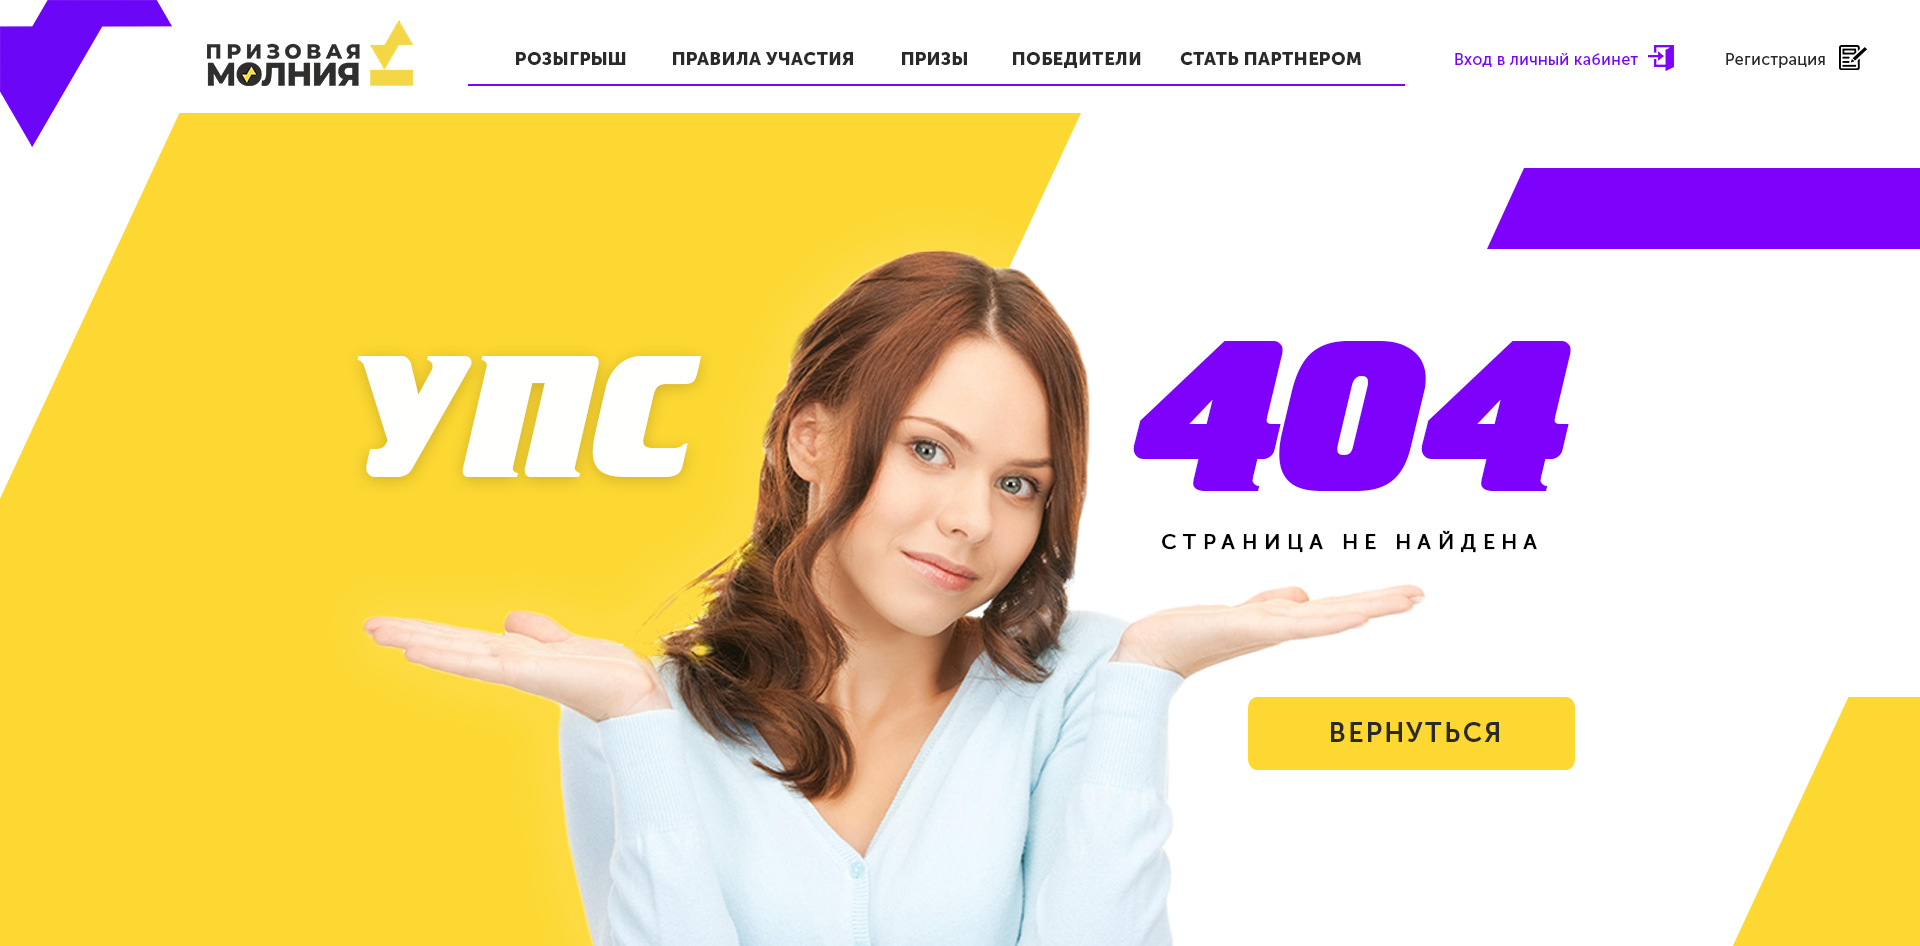 ПРИЗОВАЯ
МОЛНИЯ
РОЗЫГРЫШ ПРАВИЛА УЧАСТИЯ ПРИЗЫ ПОБЕДИТЕЛИ СТАТЬ ПАРТНЕРОМ
Вход в личный кабинет
Регистрация
УПС
404
СТРАНИЦА НЕ НАЙДЕНА
ВЕРНУТЬСЯ